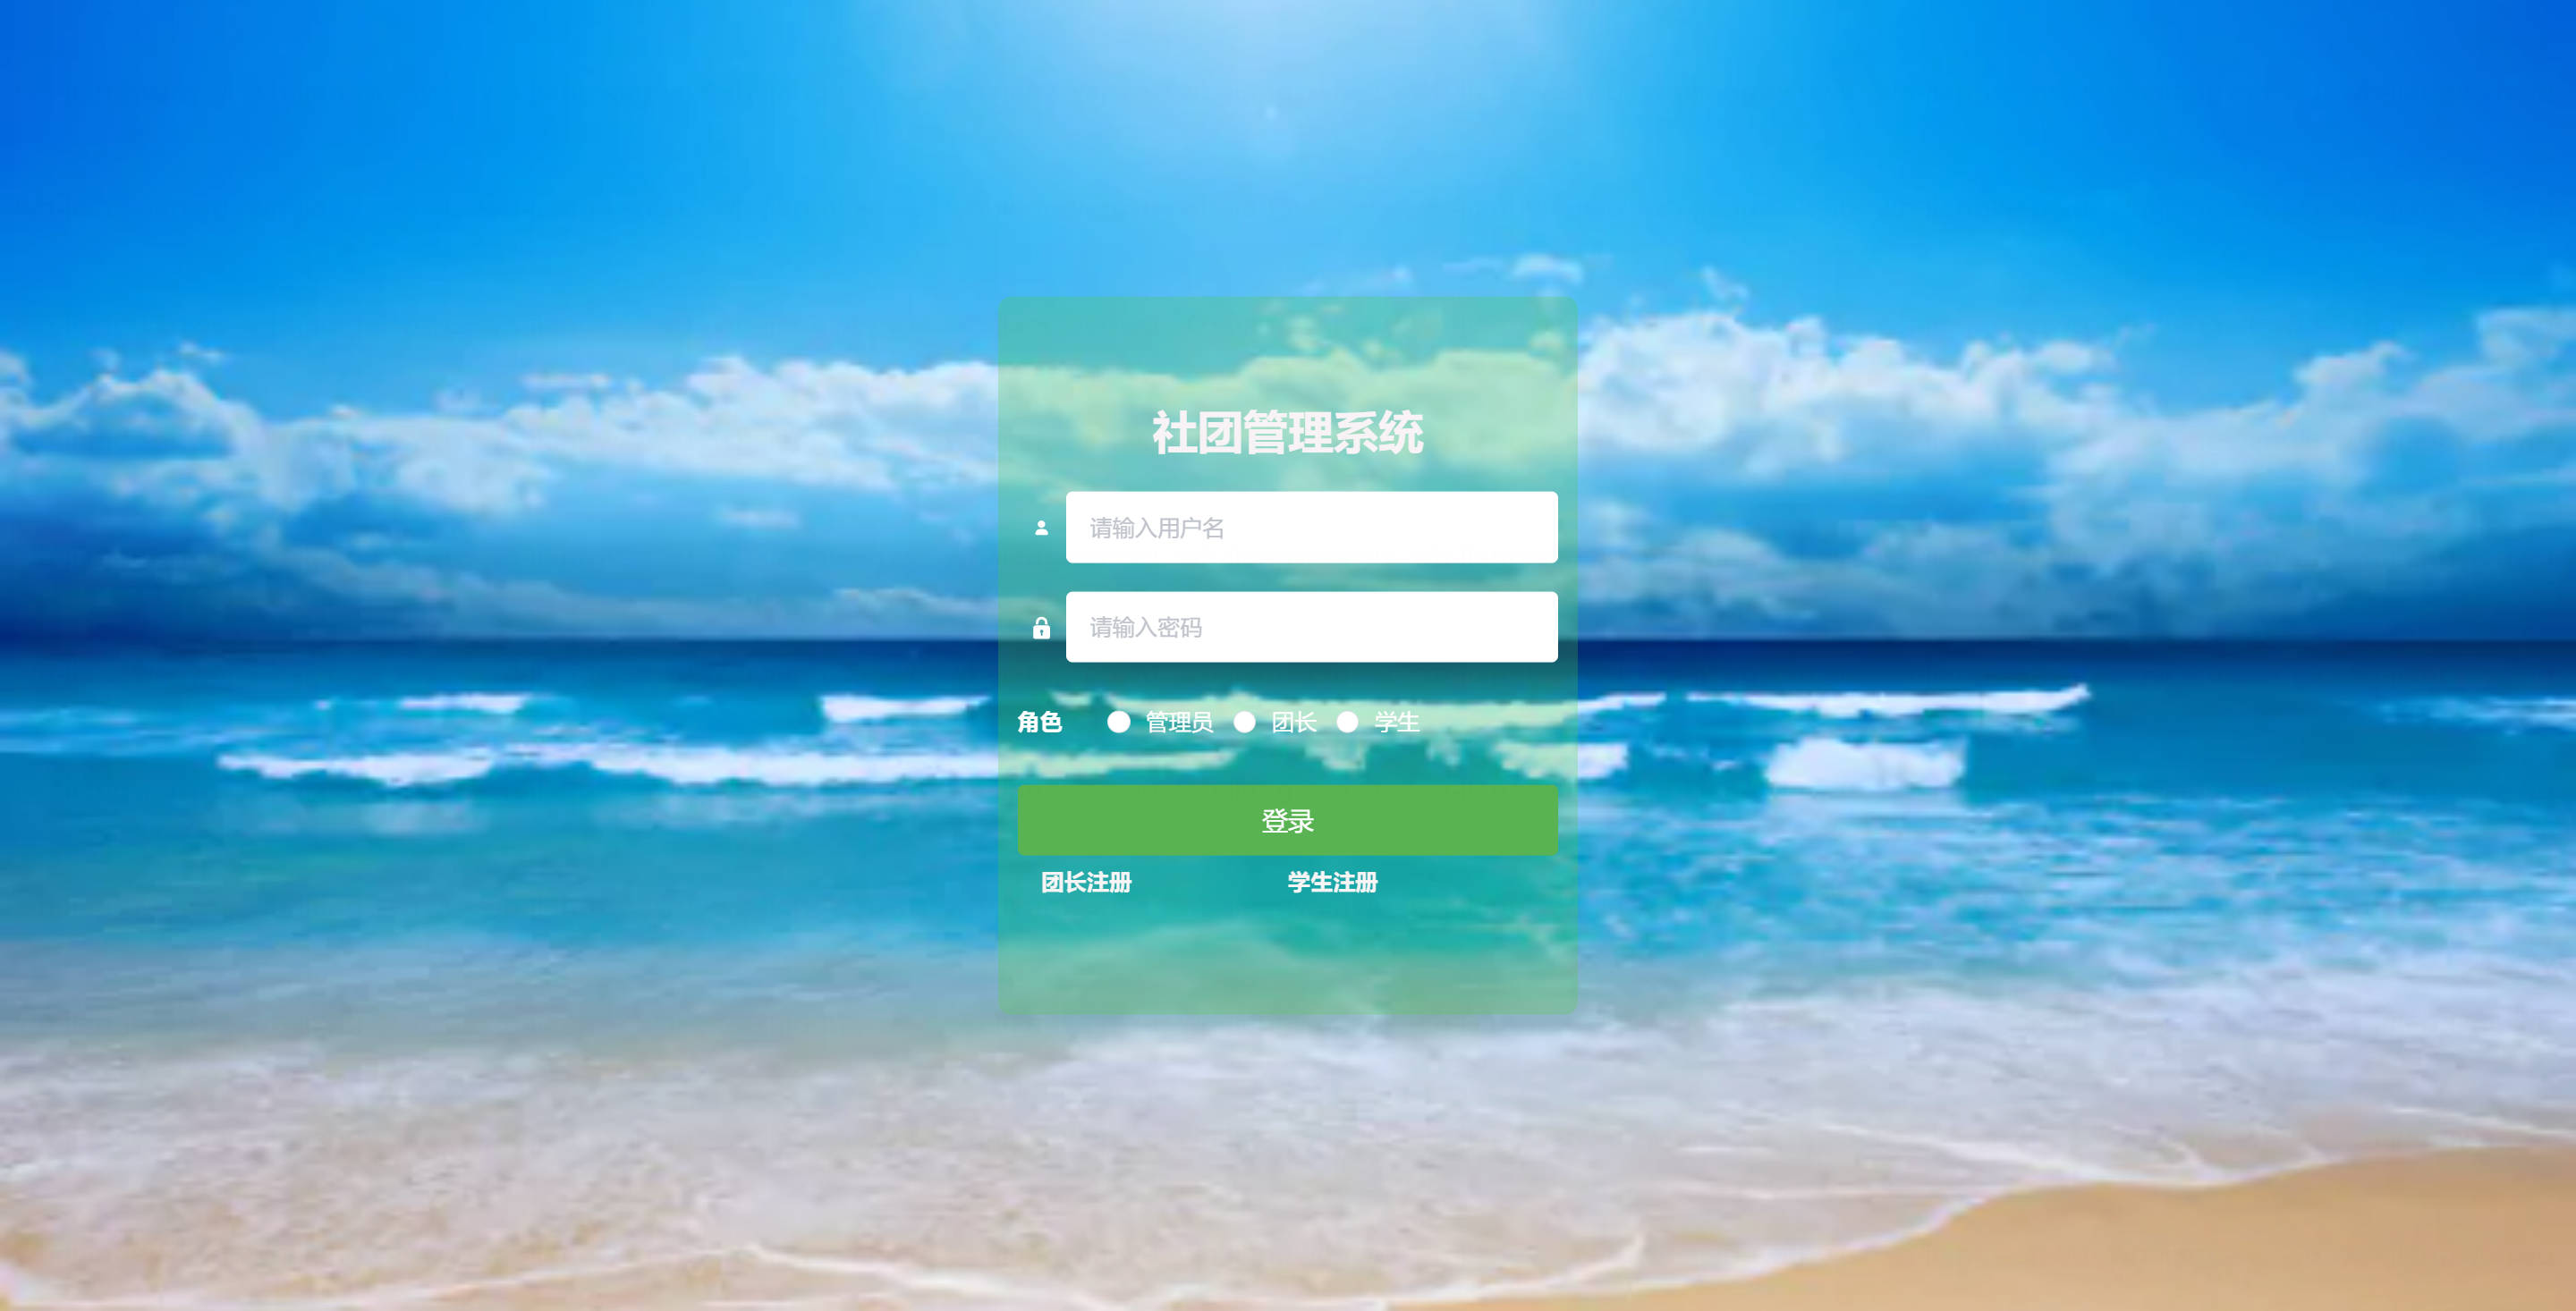 社团管理系统
请输入用户名
请输入密码
角色 管理员 团长 学生
登录
团长注册 学生注册